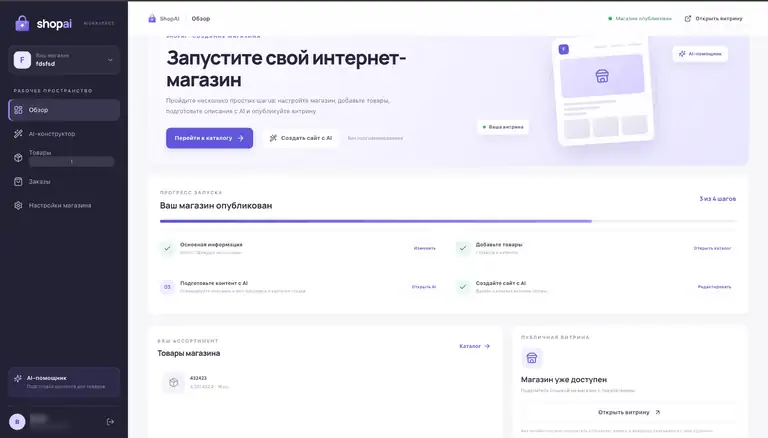 shopai
Ваш магазин
F
fdsfsd
РАБОЧЕЕ ПРОСТРАНСТВО
Обзор
AI-конструктор
Товары
1
Заказы
Настройки магазина
AI-помощник
B
ShopAI
Обзор
Магазин опубликован
Открыть витрину
Запустите свой интернет-
магазин
Пройдите несколько простых шагов: настройте магазин, добавьте товары,
подготовьте описания с AI и опубликуйте витрину.
Перейти к каталогу
Создать сайт с AI
F
AI-помощник
Ваша витрина
ПРОГРЕСС ЗАПУСКА
Ваш магазин опубликован
3 из 4 шагов
Основная информация
Изменить
Добавьте товары
Открыть каталог
03
Подготовьте контент с AI
Открыть AI
Создайте сайт с AI
Редактировать
ВАШ АССОРТИМЕНТ
Товары магазина
Каталог
432423
ПУБЛИЧНАЯ ВИТРИНА
Магазин уже доступен
Открыть витрину